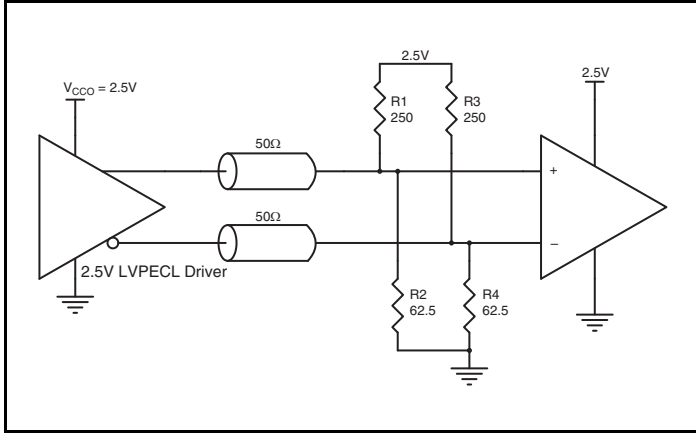 2.5V
2.5V
V_CCO = 2.5V
R1
250
R3
250
50Ω
+
50Ω
–
2.5V LVPECL Driver
R2
62.5
R4
62.5